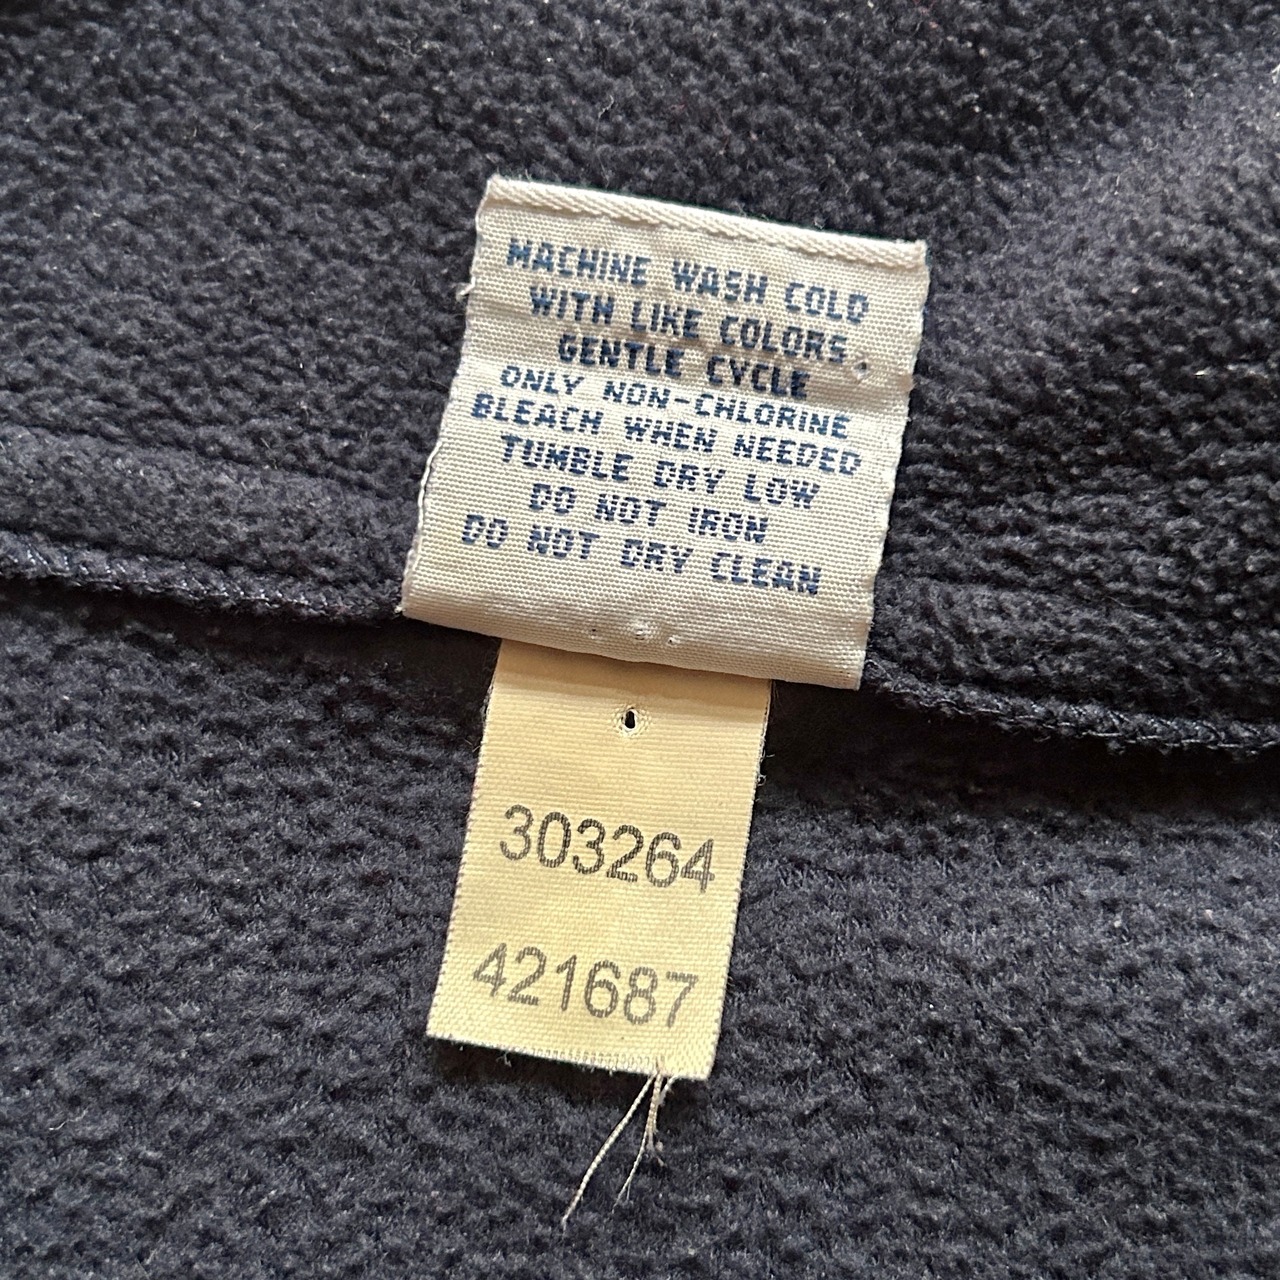 MACHINE WASH COLD
WITH LIKE COLORS,
GENTLE CYCLE
ONLY NON-CHLORINE
BLEACH WHEN NEEDED
TUMBLE DRY LOW
DO NOT IRON
DO NOT DRY CLEAN
303264
421687